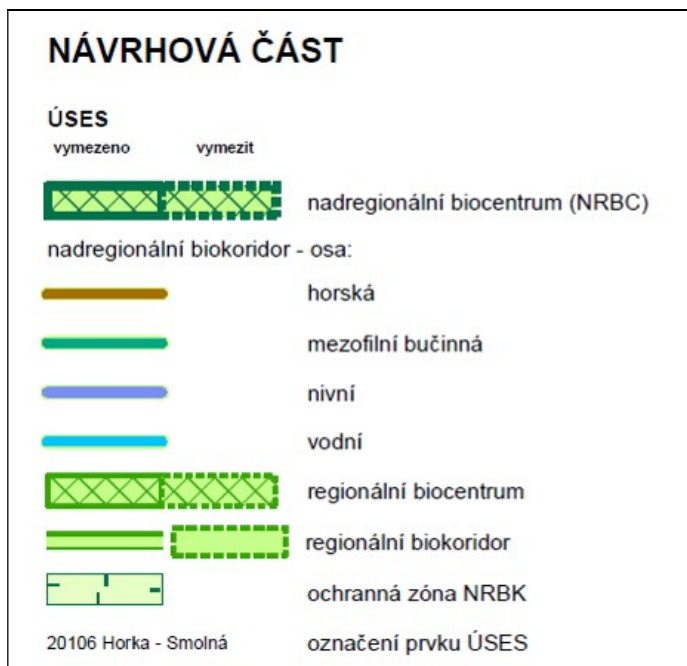 NÁVRHOVÁ ČÁST
ÚSES
vymezeno vymezit
nadregionální biocentrum (NRBC)
nadregionální biokoridor - osa:
horská
mezofilní bučinná
nivní
vodní
regionální biocentrum
regionální biokoridor
ochranná zóna NRBK
20106 Horka - Smolná označení prvku ÚSES